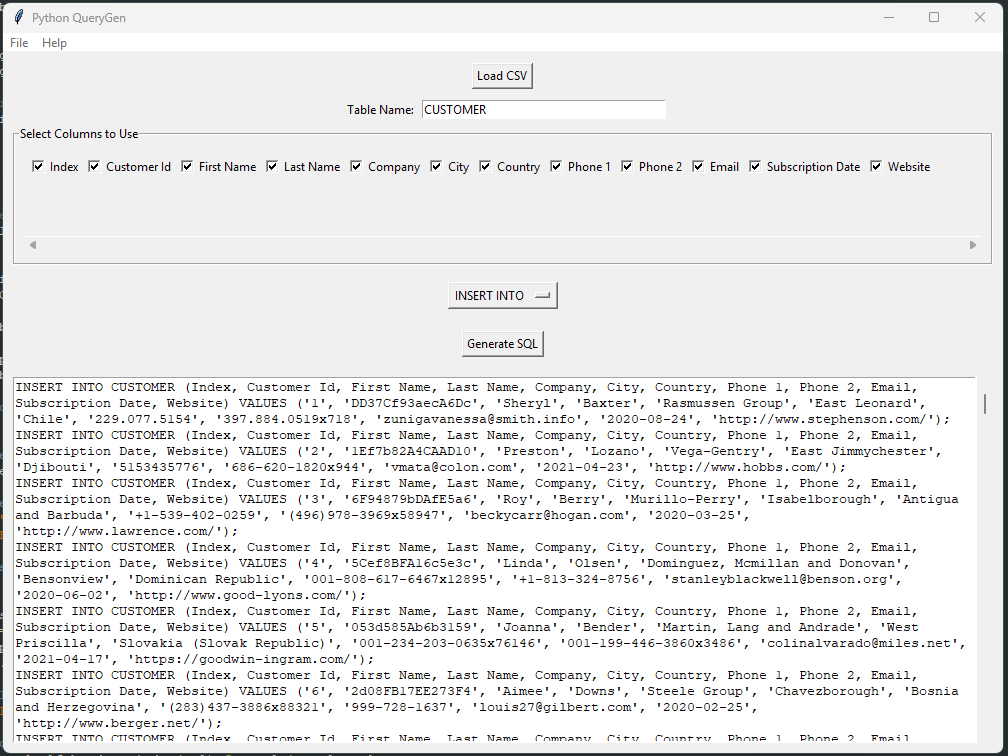 Python QueryGen
File Help
Load CSV
Table Name: CUSTOMER
Select Columns to Use
Index Customer Id First Name Last Name Company City Country Phone 1 Phone 2 Email Subscription Date Website
INSERT INTO
Generate SQL
INSERT INTO CUSTOMER (Index, Customer Id, First Name, Last Name, Company, City, Country, Phone 1, Phone 2, Email,
Subscription Date, Website) VALUES ('1', 'DD37Cf93aecA6Dc', 'Sheryl', 'Baxter', 'Rasmussen Group', 'East Leonard',
'Chile', '229.077.5154', '397.884.0519x718', 'zunigavanessa@smith.info', '2020-08-24', 'http://www.stephenson.com/');
INSERT INTO CUSTOMER (Index, Customer Id, First Name, Last Name, Company, City, Country, Phone 1, Phone 2, Email,
Subscription Date, Website) VALUES ('2', '1Ef7b82A4CAAD10', 'Preston', 'Lozano', 'Vega-Gentry', 'East Jimmychester',
'Djibouti', '5153435776', '686-620-1820x944', 'vmata@colon.com', '2021-04-23', 'http://www.hobbs.com/');
INSERT INTO CUSTOMER (Index, Customer Id, First Name, Last Name, Company, City, Country, Phone 1, Phone 2, Email,
Subscription Date, Website) VALUES ('3', '6F94879bDAfE5a6', 'Roy', 'Berry', 'Murillo-Perry', 'Isabelborough', 'Antigua
and Barbuda', '+1-539-402-0259', '(496)978-3969x58947', 'beckycarr@hogan.com', '2020-03-25',
'http://www.lawrence.com/');
INSERT INTO CUSTOMER (Index, Customer Id, First Name, Last Name, Company, City, Country, Phone 1, Phone 2, Email,
Subscription Date, Website) VALUES ('4', '5Cef8BFA16c5e3c', 'Linda', 'Olsen', 'Dominguez, Mcmillan and Donovan',
'Bensonview', 'Dominican Republic', '001-808-617-6467x12895', '+1-813-324-8756', 'stanleyblackwell@benson.org',
'2020-06-02', 'http://www.good-lyons.com/');
INSERT INTO CUSTOMER (Index, Customer Id, First Name, Last Name, Company, City, Country, Phone 1, Phone 2, Email,
Subscription Date, Website) VALUES ('5', '053d585Ab6b3159', 'Joanna', 'Bender', 'Martin, Lang and Andrade', 'West
Priscilla', 'Slovakia (Slovak Republic)', '001-234-203-0635x76146', '001-199-446-3860x3486', 'colinalvarado@miles.net',
'2021-04-17', 'https://goodwin-ingram.com/');
INSERT INTO CUSTOMER (Index, Customer Id, First Name, Last Name, Company, City, Country, Phone 1, Phone 2, Email,
Subscription Date, Website) VALUES ('6', '2d08FB17EE273F4', 'Aimee', 'Downs', 'Steele Group', 'Chavezborough', 'Bosnia
and Herzegovina', '(283)437-3886x88321', '999-728-1637', 'louis27@gilbert.com', '2020-02-25',
'http://www.berger.net/');
INSERT INTO CUSTOMER (Index, Customer Id, First Name, Last Name, Company, City, Country, Phone 1, Phone 2, Email,